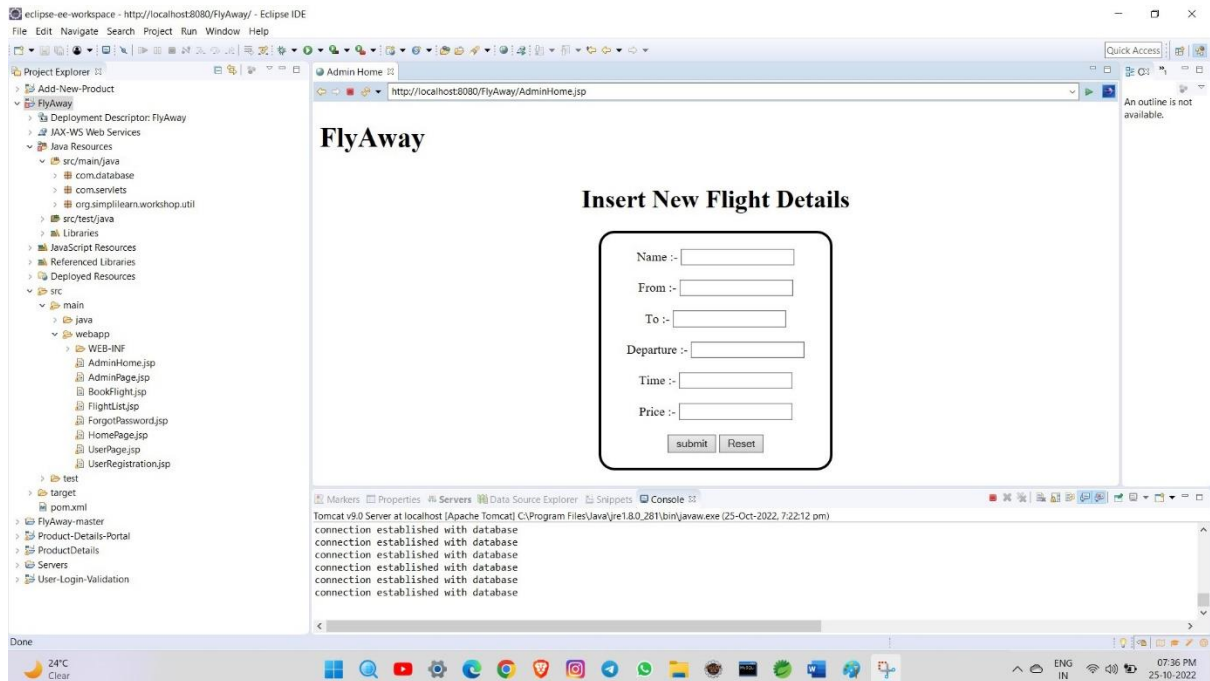 eclipse-ee-workspace - http://localhost:8080/FlyAway/ - Eclipse IDE
File Edit Navigate Search Project Run Window Help
Quick Access
Project Explorer
Add-New-Product
FlyAway
Deployment Descriptor: FlyAway
JAX-WS Web Services
Java Resources
src/main/java
com.database
com.servlets
org.simplilearn.workshop.util
src/test/java
Libraries
JavaScript Resources
Referenced Libraries
Deployed Resources
src
main
java
webapp
WEB-INF
AdminHome.jsp
AdminPage.jsp
BookFlight.jsp
FlightList.jsp
ForgotPassword.jsp
HomePage.jsp
UserPage.jsp
UserRegistration.jsp
test
target
pom.xml
FlyAway-master
Product-Details-Portal
ProductDetails
Servers
User-Login-Validation
Admin Home
http://localhost:8080/FlyAway/AdminHome.jsp
FlyAway
Insert New Flight Details
Name :-
From :-
To :-
Departure :-
Time :-
Price :-
submit Reset
An outline is not
available.
Markers Properties Servers Data Source Explorer Snippets Console
Tomcat v9.0 Server at localhost [Apache Tomcat] C:\Program Files\Java\jre1.8.0_281\bin\javaw.exe (25-Oct-2022, 7:22:12 pm)
connection established with database
connection established with database
connection established with database
connection established with database
connection established with database
connection established with database
Done
24°C
Clear
ENG
IN
07:36 PM
25-10-2022